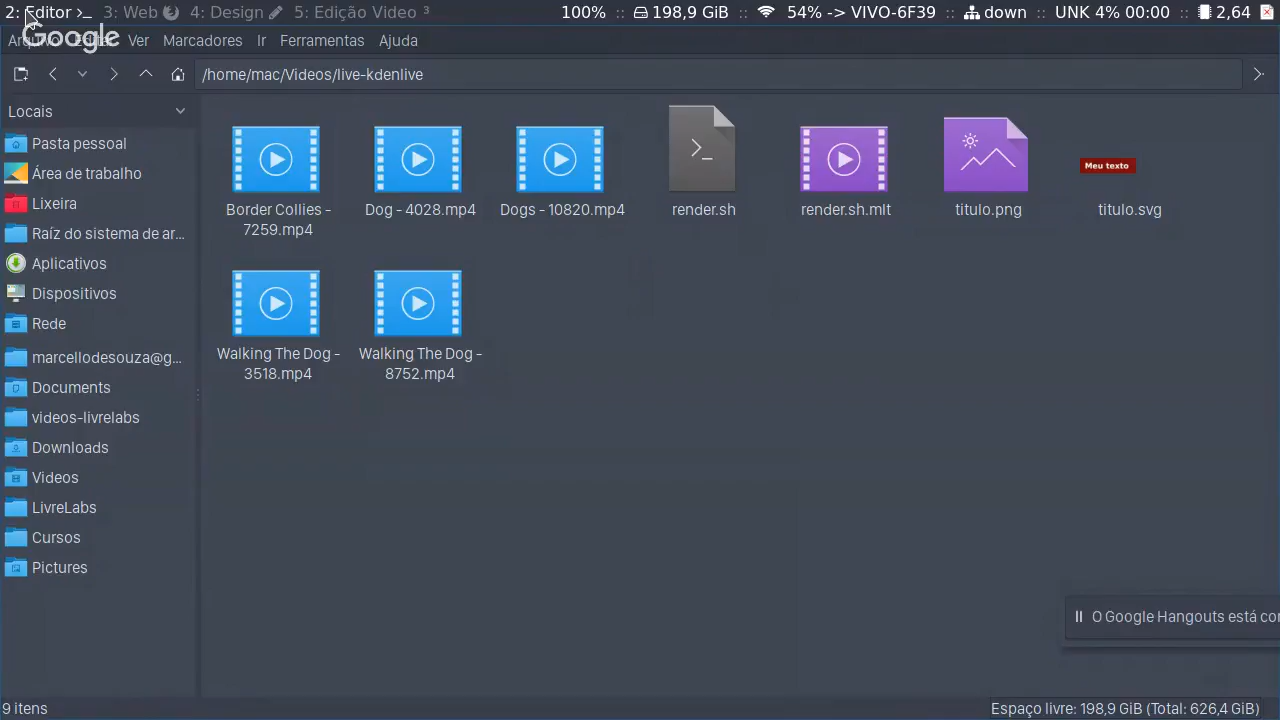 2: Editor 3: Web 4: Design 5: Edição Video ³ 100% :: 198,9 GiB :: 54% -> VIVO-6F39 :: down :: UNK 4% 00:00 :: 2,64
Google
Arquivo Editar Ver Marcadores Ir Ferramentas Ajuda
/home/mac/Videos/live-kdenlive
Locais
Pasta pessoal
Área de trabalho
Lixeira
Raíz do sistema de ar...
Aplicativos
Dispositivos
Rede
marcellodesouza@g...
Documents
videos-livrelabs
Downloads
Videos
LivreLabs
Cursos
Pictures
Border Collies -
7259.mp4
Dog - 4028.mp4
Dogs - 10820.mp4
render.sh
render.sh.mlt
titulo.png
Meu texto
titulo.svg
Walking The Dog -
3518.mp4
Walking The Dog -
8752.mp4
O Google Hangouts está co
9 itens
Espaço livre: 198,9 GiB (Total: 626,4 GiB)